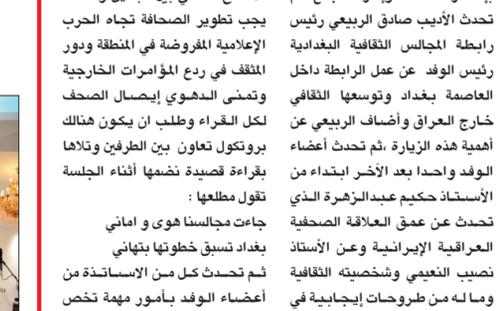 تحدث الأديب صادق الربيعي رئيس
رابطة المجالس الثقافية البغدادية
رئيس الوفد عن عمل الرابطة داخل
العاصمة بغداد وتوسعها الثقافي
خارج العراق وأضاف الربيعي عن
أهمية هذه الزيارة ،ثم تحدث أعضاء
الوفد واحدا بعد الآخر ابتداء من
الأستاذ حكيم عبدالزهرة الذي
تحدث عن عمق العلاقة الصحفية
العراقية الإيرانية وعن الأستاذ
نصيب النعيمي وشخصيته الثقافية
وما له من طروحات إيجابية في
يجب تطوير الصحافة تجاه الحرب
الإعلامية المفروضة في المنطقة ودور
المثقف في ردع المؤامرات الخارجية
وتمنى الدهوي إيصال الصحف
لكل القراء وطلب ان يكون هنالك
بروتكول تعاون بين الطرفين وتلاها
بقراءة قصيدة نضمها أثناء الجلسة
تقول مطلعها :
جاءت مجالسنا هوى و اماني
بغداد تسبق خطوتها بتهاني
ثم تحدث كل من الاساتذة من
أعضاء الوفد بأمور مهمة تخص